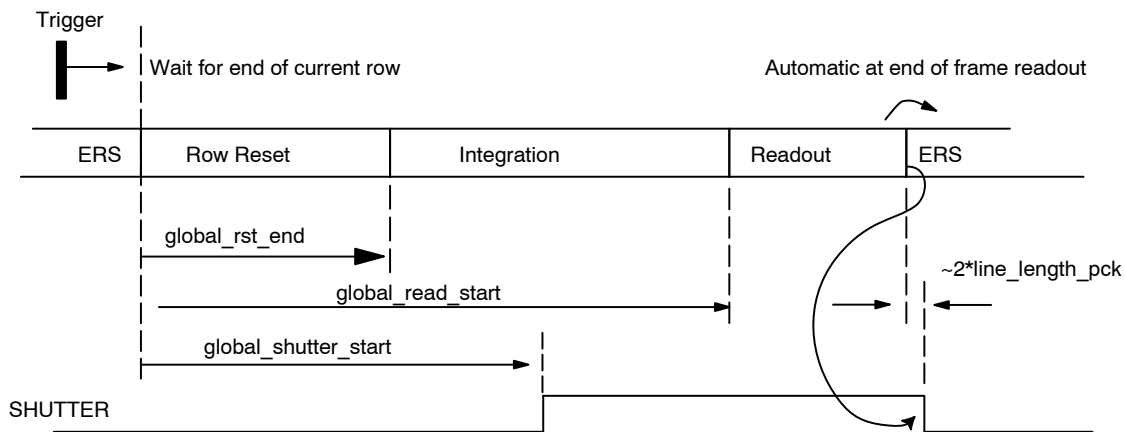 Trigger
Wait for end of current row
Automatic at end of frame readout
ERS
Row Reset
Integration
Readout
ERS
global_rst_end
~2*line_length_pck
global_read_start
global_shutter_start
SHUTTER